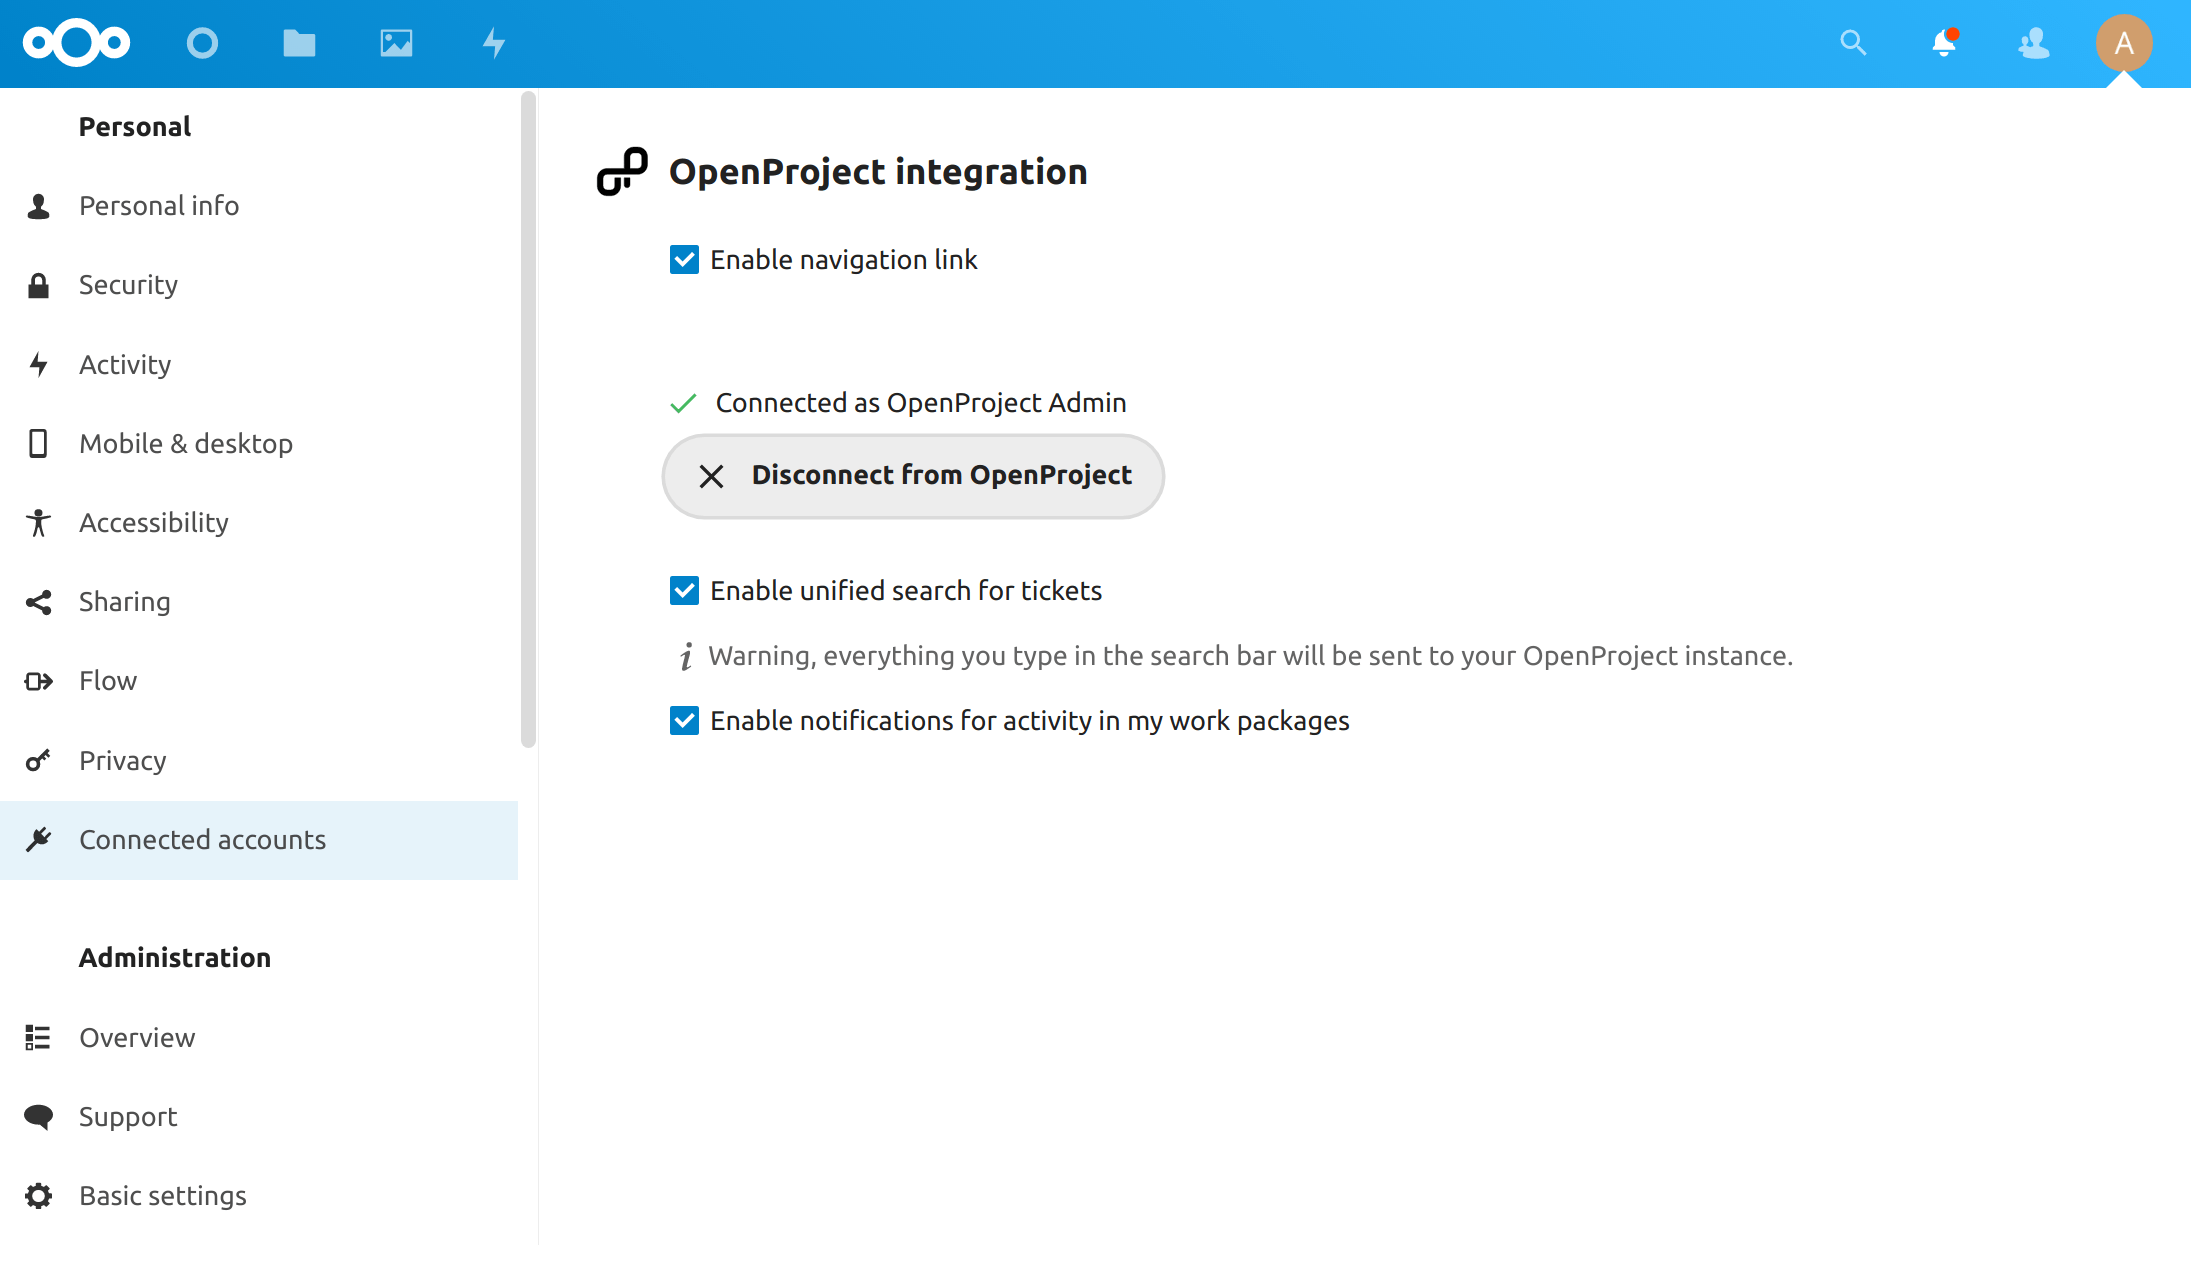 A
Personal
Personal info
Security
Activity
Mobile & desktop
Accessibility
Sharing
Flow
Privacy
Connected accounts
Administration
Overview
Support
Basic settings
OpenProject integration
Enable navigation link
Connected as OpenProject Admin
Disconnect from OpenProject
Enable unified search for tickets
Warning, everything you type in the search bar will be sent to your OpenProject instance.
Enable notifications for activity in my work packages